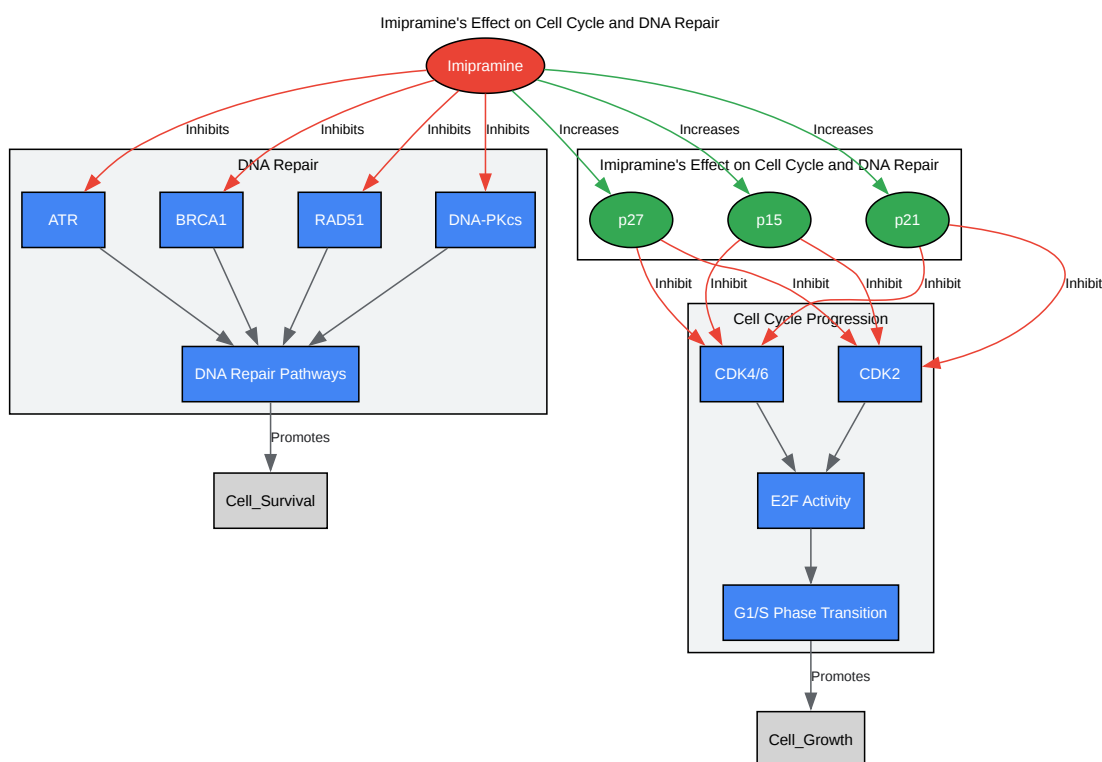 Imipramine's Effect on Cell Cycle and DNA Repair
Imipramine
Inhibits
Inhibits
Inhibits
Inhibits
Increases
Increases
Increases
DNA Repair
Imipramine's Effect on Cell Cycle and DNA Repair
ATR
BRCA1
RAD51
DNA-PKcs
p27
p15
p21
Inhibit
Inhibit
Inhibit
Inhibit
Inhibit
Inhibit
Cell Cycle Progression
DNA Repair Pathways
CDK4/6
CDK2
Promotes
Cell_Survival
E2F Activity
G1/S Phase Transition
Promotes
Cell_Growth